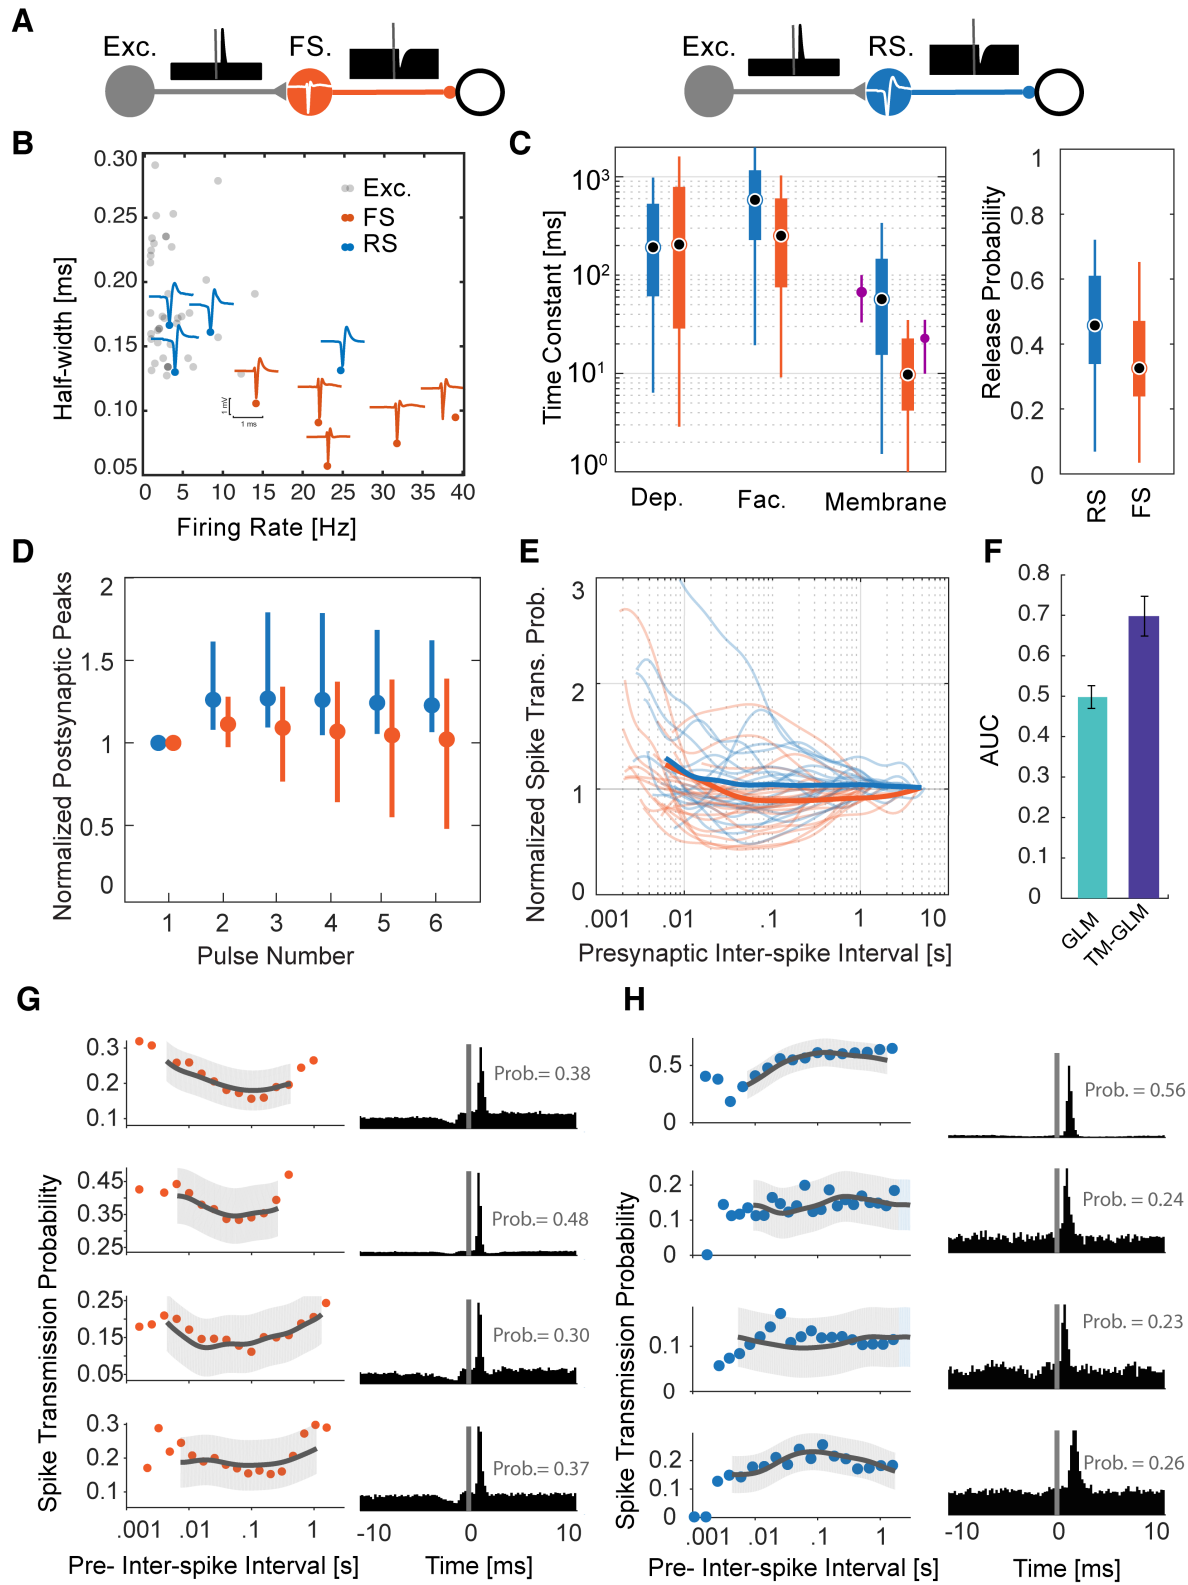 A
Exc.
FS.
Exc.
RS.
B
Half-width [ms]
0.30
0.25
0.20
0.15
0.10
0.05
Exc.
FS
RS
1 mV
1 ms
0 5 10 15 20 25 30 35 40
Firing Rate [Hz]
C
Time Constant [ms]
10³
10²
10¹
10⁰
Dep.
Fac.
Membrane
Release Probability
1
0.8
0.6
0.4
0.2
0
RS
FS
D
Normalized Postsynaptic Peaks
2
1.5
1
0.5
0
1 2 3 4 5 6
Pulse Number
E
Normalized Spike Trans. Prob.
3
2
1
0
.001 .01 .1 1 10
Presynaptic Inter-spike Interval [s]
F
AUC
0.8
0.7
0.6
0.5
0.4
0.3
0.2
0.1
0
GLM
TM-GLM
G
Spike Transmission Probability
0.3
0.2
0.1
Prob.= 0.38
0.45
0.35
0.25
Prob.= 0.48
0.25
0.15
0.05
Prob.= 0.30
0.3
0.2
0.1
Prob.= 0.37
.001 .01 .1 1
Pre- Inter-spike Interval [s]
-10 0 10
Time [ms]
H
Spike Transmission Probability
0.5
0
Prob. = 0.56
0.2
0.1
0
Prob. = 0.24
0.1
0
Prob. = 0.23
0.2
0.1
0
Prob. = 0.26
.001 .01 0.1 1
Pre- Inter-spike Interval [s]
-10 0 10
Time [ms]